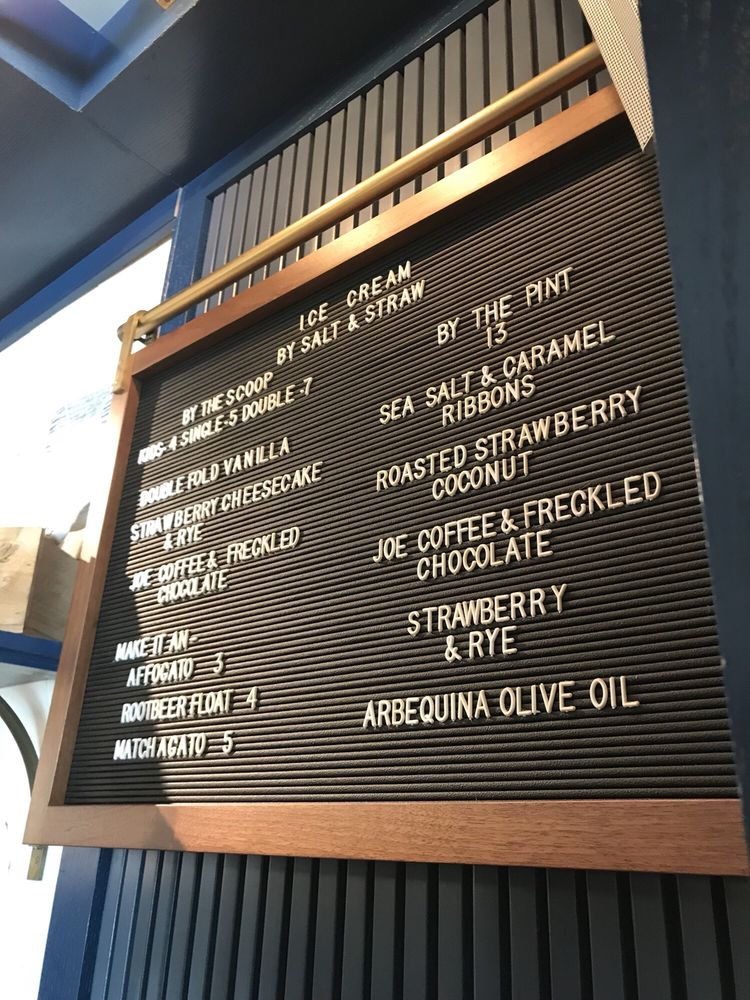 ICE CREAM
BY SALT & STRAW
BY THE SCOOP
KIDS-4 SINGLE-5 DOUBLE-7
DOUBLE FOLD VANILLA
STRAWBERRY CHEESECAKE
& RYE
JOE COFFEE & FRECKLED
CHOCOLATE
MAKE IT AN-
AFFOGATO 3
ROOTBEER FLOAT 4
MATCHAGATO 5
BY THE PINT
13
SEA SALT & CARAMEL
RIBBONS
ROASTED STRAWBERRY
COCONUT
JOE COFFEE & FRECKLED
CHOCOLATE
STRAWBERRY
& RYE
ARBEQUINA OLIVE OIL